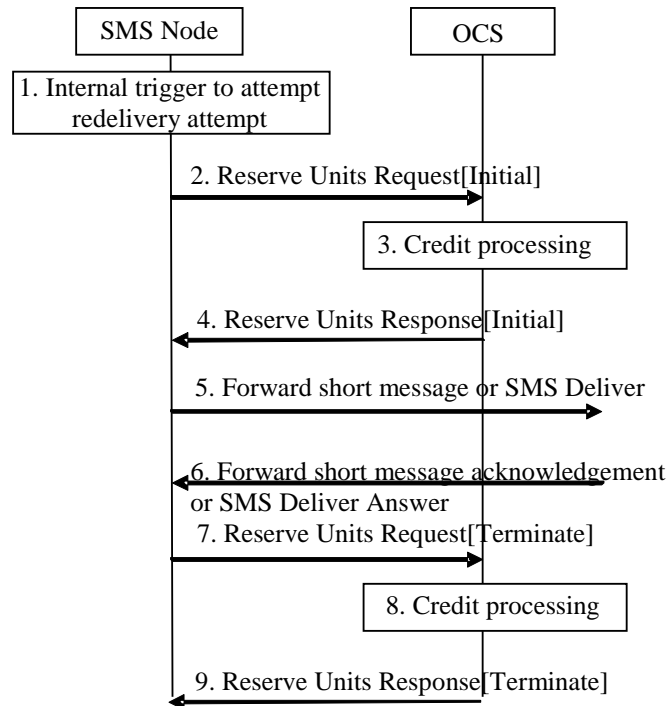 SMS Node
OCS
1. Internal trigger to attempt
redelivery attempt
2. Reserve Units Request[Initial]
3. Credit processing
4. Reserve Units Response[Initial]
5. Forward short message or SMS Deliver
6. Forward short message acknowledgement
or SMS Deliver Answer
7. Reserve Units Request[Terminate]
8. Credit processing
9. Reserve Units Response[Terminate]